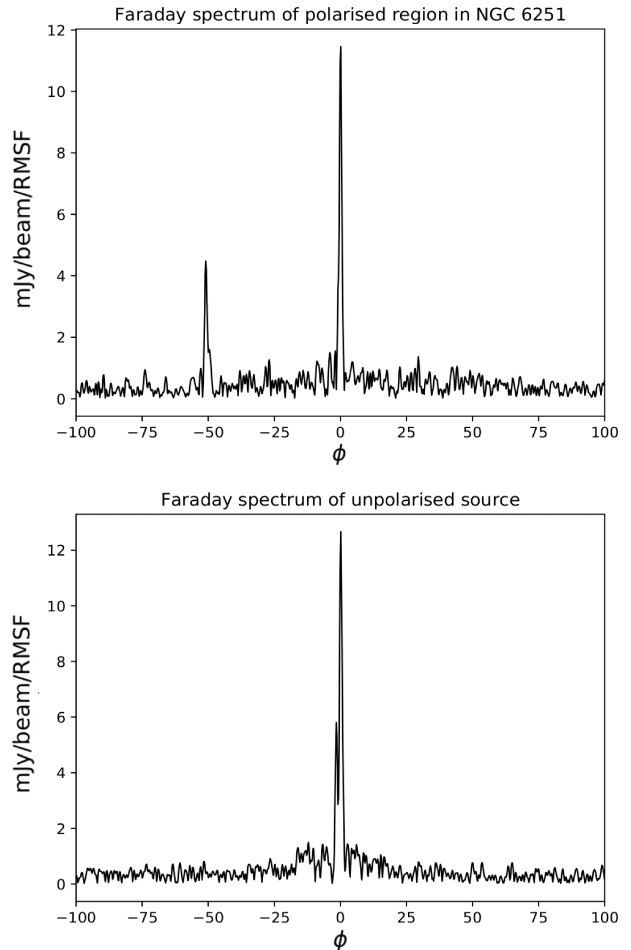 Faraday spectrum of polarised region in NGC 6251
12
10
8
6
4
2
0
mJy/beam/RMSF
−100 −75 −50 −25 0 25 50 75 100
ϕ
Faraday spectrum of unpolarised source
12
10
8
6
4
2
0
mJy/beam/RMSF
−100 −75 −50 −25 0 25 50 75 100
ϕ